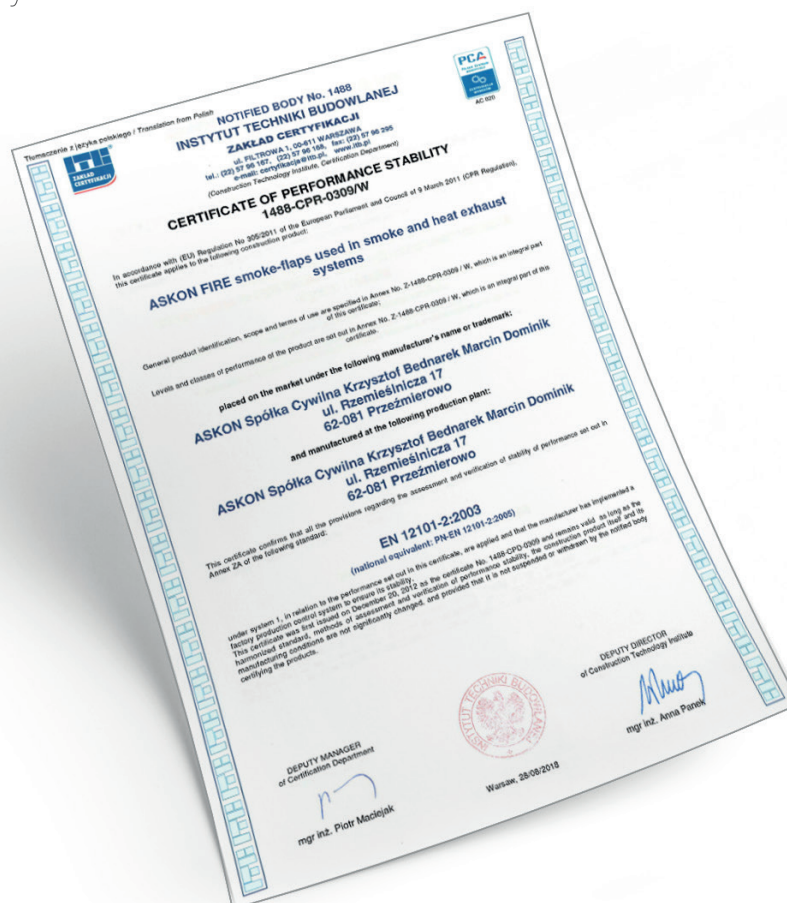 y
Tłumaczenie z języka polskiego / Translation from Polish
ZAKŁAD
CERTYFIKACJI
NOTIFIED BODY No. 1488
INSTYTUT TECHNIKI BUDOWLANEJ
ZAKŁAD CERTYFIKACJI
ul. FILTROWA 1, 00-611 WARSZAWA
tel.: (22) 57 96 167, (22) 57 96 168, fax: (22) 57 96 295
e-mail: certyfikacja@itb.pl, www.itb.pl
(Construction Technology Institute, Certification Department)
PCA
AC 020
CERTIFICATE OF PERFORMANCE STABILITY
1488-CPR-0309/W
In accordance with (EU) Regulation No 305/2011 of the European Parliament and Council of 9 March 2011 (CPR Regulation),
this certificate applies to the following construction product:
ASKON FIRE smoke-flaps used in smoke and heat exhaust
systems
General product identification, scope and terms of use are specified in Annex No. Z-1488-CPR-0309 / W, which is an integral part
of this certificate;
Levels and classes of performance of the product are set out in Annex No. Z-1488-CPR-0309 / W, which is an integral part of this
certificate.
placed on the market under the following manufacturer's name or trademark:
ASKON Spółka Cywilna Krzysztof Bednarek Marcin Dominik
ul. Rzemieślnicza 17
62-081 Przeźmierowo
and manufactured at the following production plant:
ASKON Spółka Cywilna Krzysztof Bednarek Marcin Dominik
ul. Rzemieślnicza 17
62-081 Przeźmierowo
This certificate confirms that all the provisions regarding the assessment and verification of stability of performance set out in
Annex ZA of the following standard:
EN 12101-2:2003
(national equivalent: PN-EN 12101-2:2005)
under system 1, in relation to the performance set out in this certificate, are applied and that the manufacturer has implemented a
factory production control system to ensure its stability.
This certificate was first issued on December 20, 2012 as the certificate No. 1488-CPD-0309 and remains valid as long as the
harmonized standard, methods of assessment and verification of performance stability, the construction product itself and its
manufacturing conditions are not significantly changed, and provided that it is not suspended or withdrawn by the notified body
certifying the products.
DEPUTY MANAGER
of Certification Department
mgr inż. Piotr Maciejak
INSTYTUT TECHNIKI BUDOWLANEJ
Warsaw, 28/08/2018
DEPUTY DIRECTOR
of Construction Technology Institute
mgr inż. Anna Panek